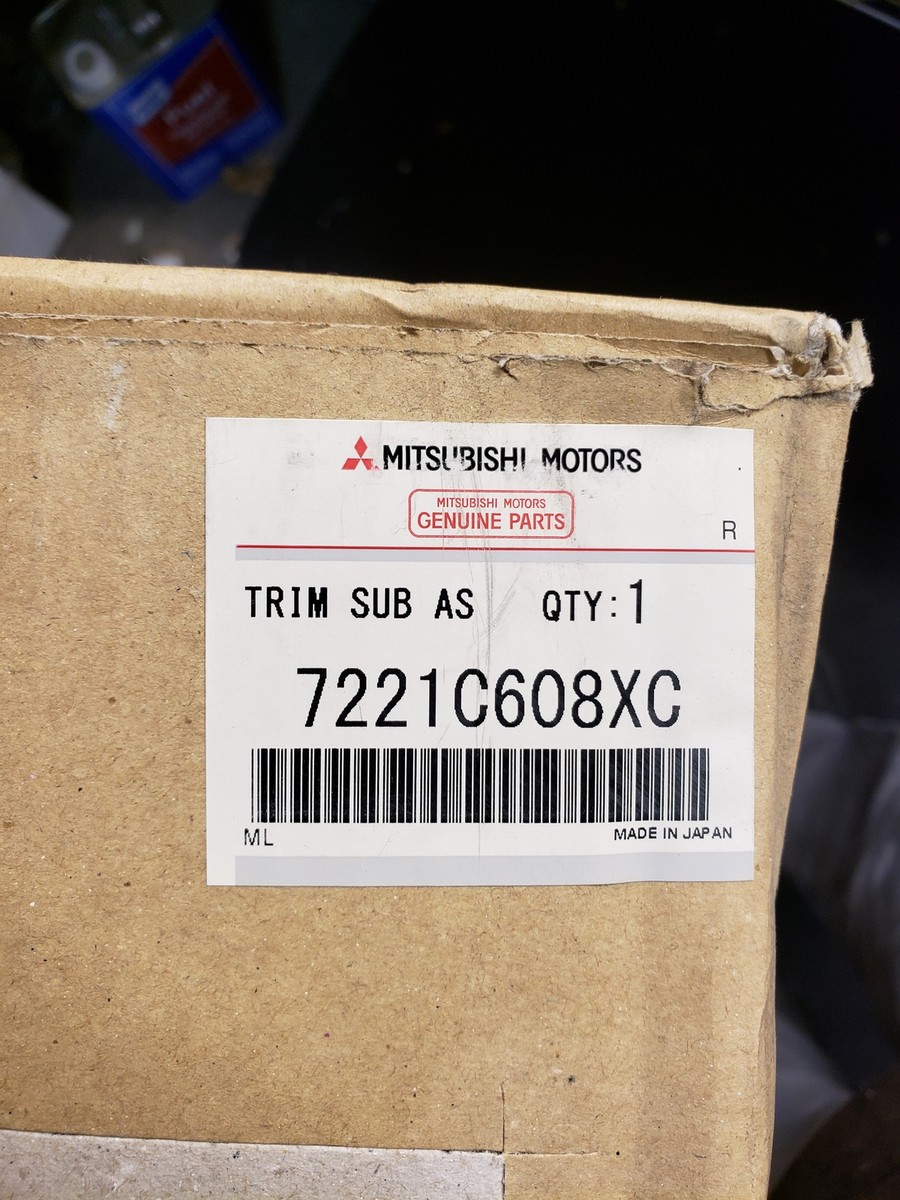 MITSUBISHI MOTORS
MITSUBISHI MOTORS
GENUINE PARTS
R
TRIM SUB AS QTY:1
7221C608XC
ML MADE IN JAPAN